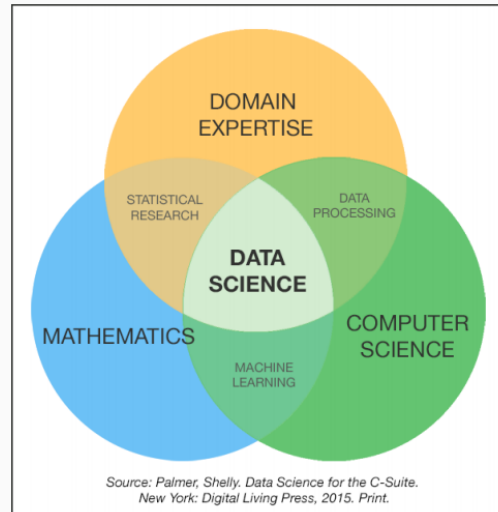 DOMAIN
EXPERTISE
STATISTICAL
RESEARCH
DATA
PROCESSING
DATA
SCIENCE
MATHEMATICS
COMPUTER
SCIENCE
MACHINE
LEARNING
Source: Palmer, Shelly. Data Science for the C-Suite.
New York: Digital Living Press, 2015. Print.